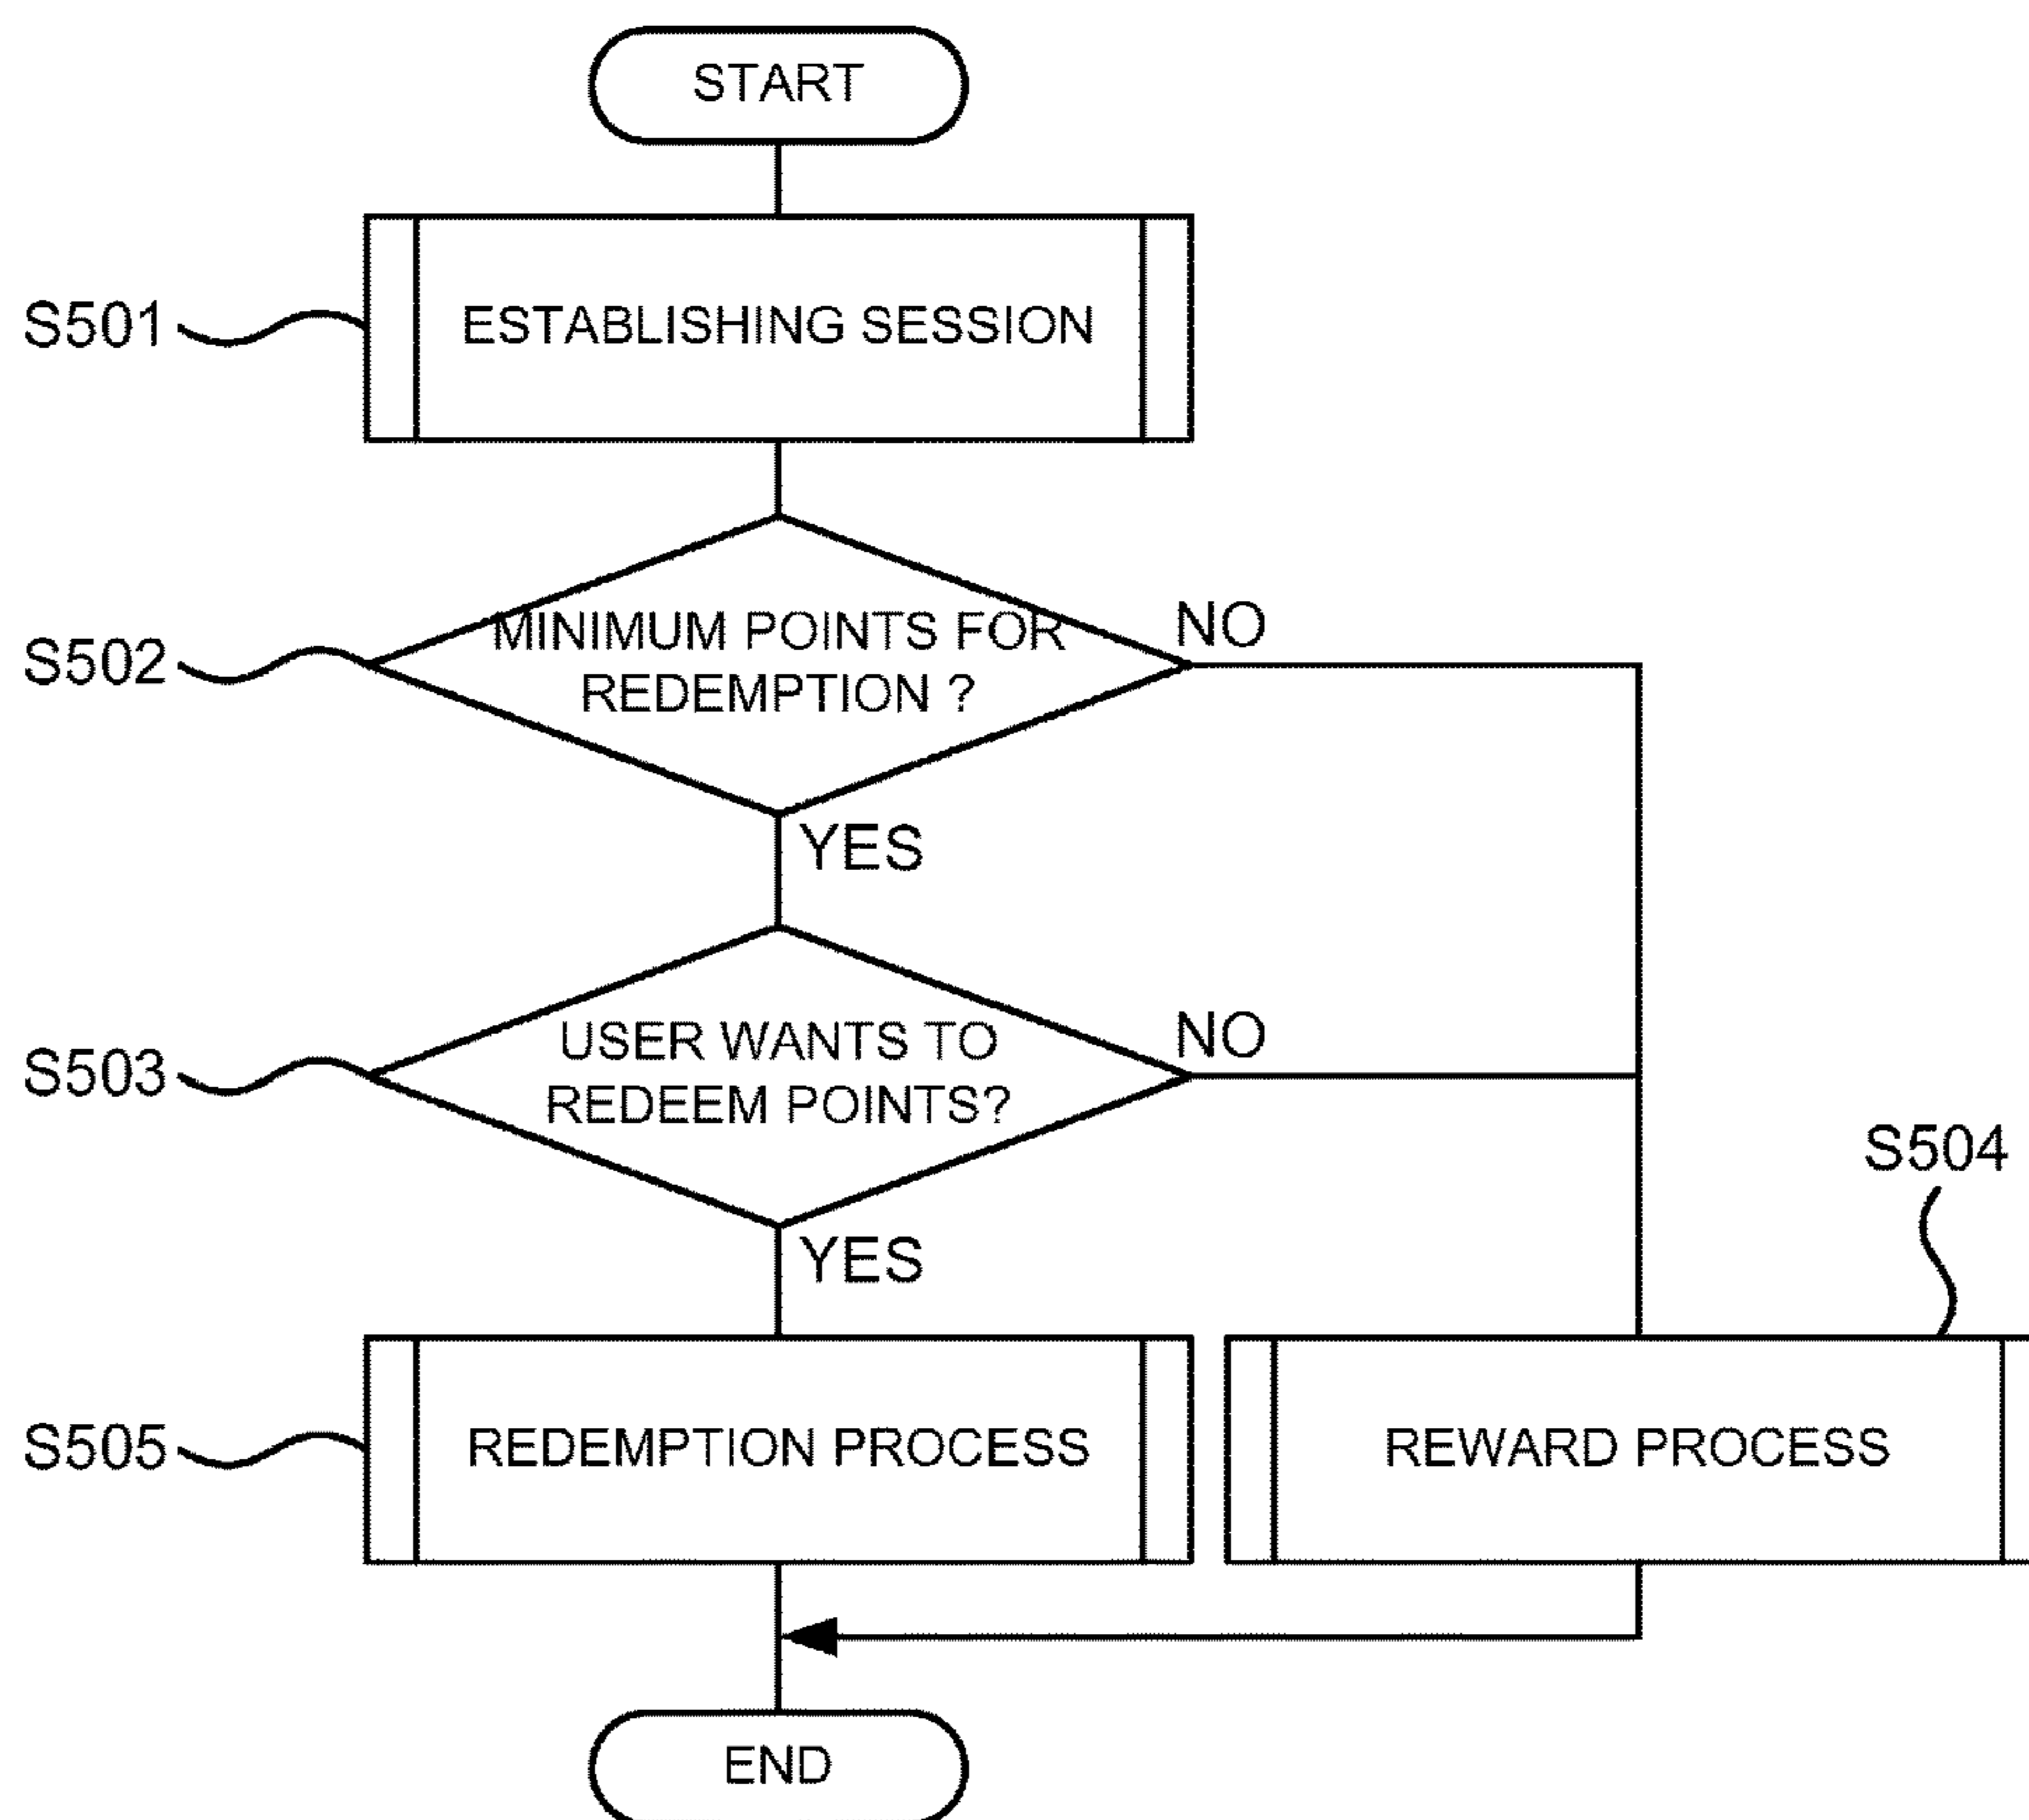 START
S501
ESTABLISHING SESSION
S502
MINIMUM POINTS FOR
REDEMPTION ?
NO
YES
S503
USER WANTS TO
REDEEM POINTS?
NO
YES
S504
S505
REDEMPTION PROCESS
REWARD PROCESS
END